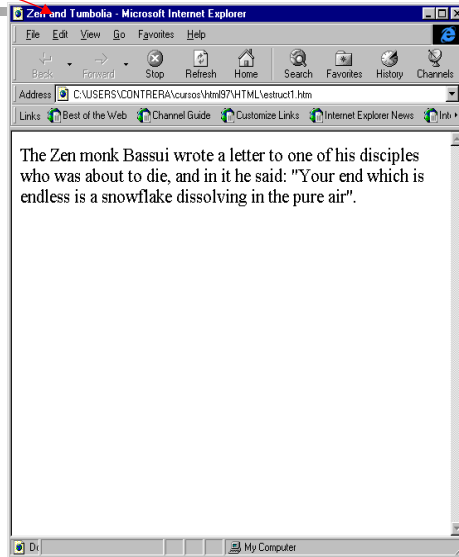 Zen and Tumbolia - Microsoft Internet Explorer
File Edit View Go Favorites Help
Back Forward Stop Refresh Home Search Favorites History Channels
Address C:\USERS\CONTRERA\cursos\html97\HTML\estruct1.htm
Links Best of the Web Channel Guide Customize Links Internet Explorer News
The Zen monk Bassui wrote a letter to one of his disciples
who was about to die, and in it he said: "Your end which is
endless is a snowflake dissolving in the pure air".
My Computer